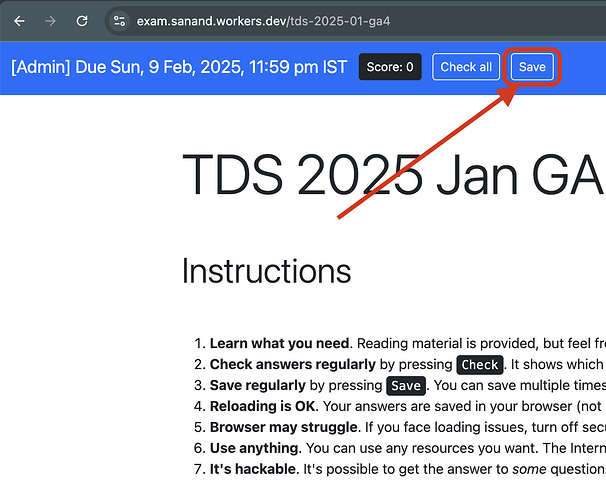 exam.sanand.workers.dev/tds-2025-01-ga4
[Admin] Due Sun, 9 Feb, 2025, 11:59 pm IST Score: 0 Check all Save
TDS 2025 Jan GA
Instructions
1. Learn what you need. Reading material is provided, but feel fr
2. Check answers regularly by pressing Check. It shows which
3. Save regularly by pressing Save. You can save multiple times
4. Reloading is OK. Your answers are saved in your browser (not
5. Browser may struggle. If you face loading issues, turn off secu
6. Use anything. You can use any resources you want. The Intern
7. It's hackable. It's possible to get the answer to some question